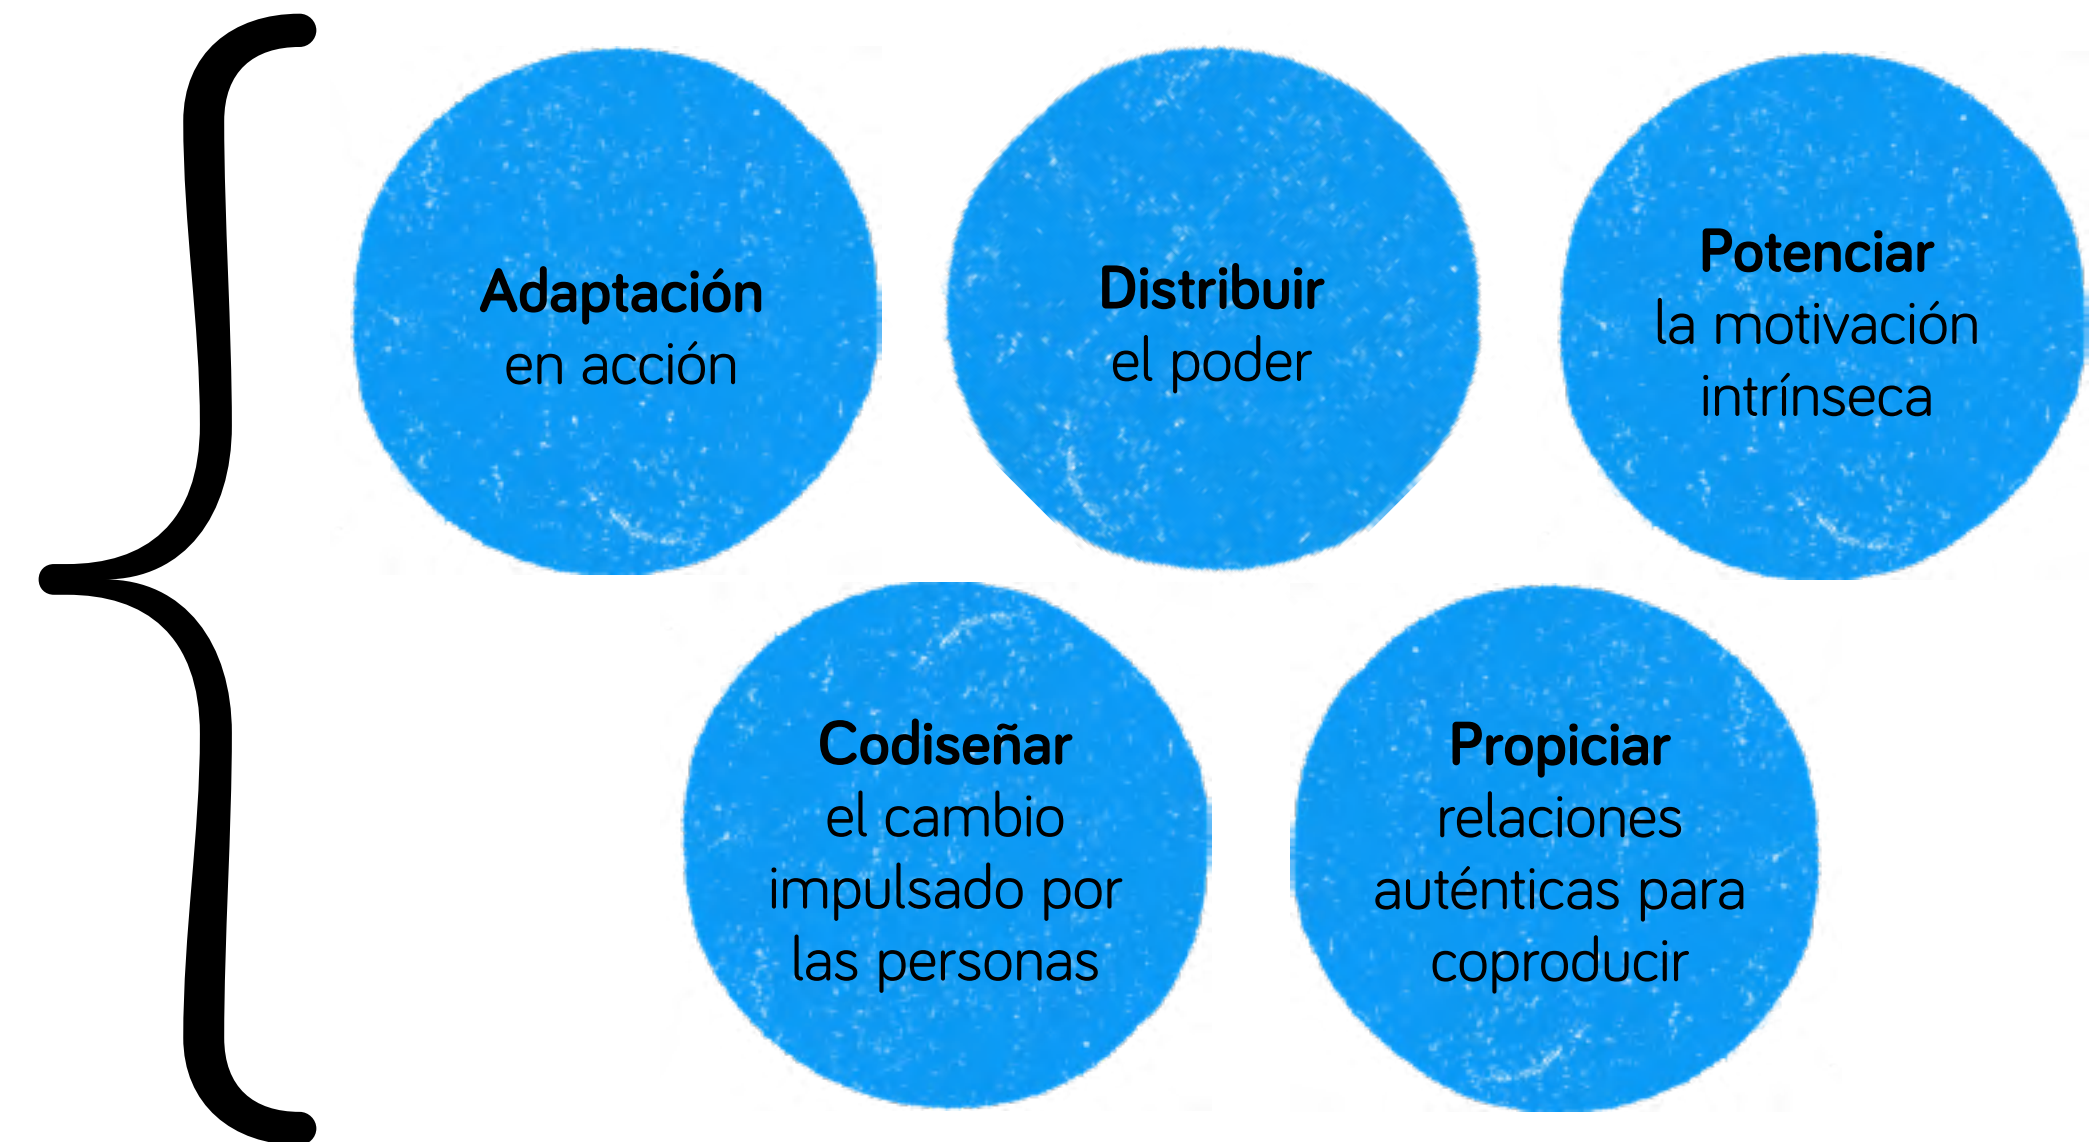 Adaptación
en acción
Distribuir
el poder
Potenciar
la motivación
intrínseca
Codiseñar
el cambio
impulsado por
las personas
Propiciar
relaciones
auténticas para
coproducir